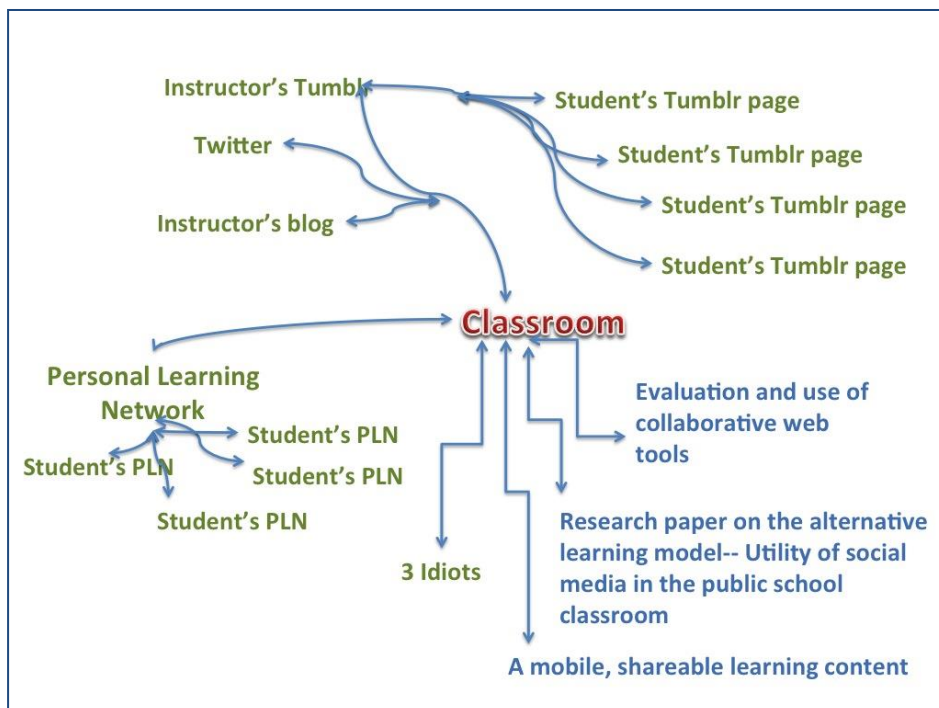 Instructor's Tumblr
Student's Tumblr page
Twitter
Student's Tumblr page
Student's Tumblr page
Instructor's blog
Student's Tumblr page
Classroom
Personal Learning
Network
Student's PLN
Student's PLN
Student's PLN
Student's PLN
Evaluation and use of
collaborative web
tools
3 Idiots
Research paper on the alternative
learning model-- Utility of social
media in the public school
classroom
A mobile, shareable learning content